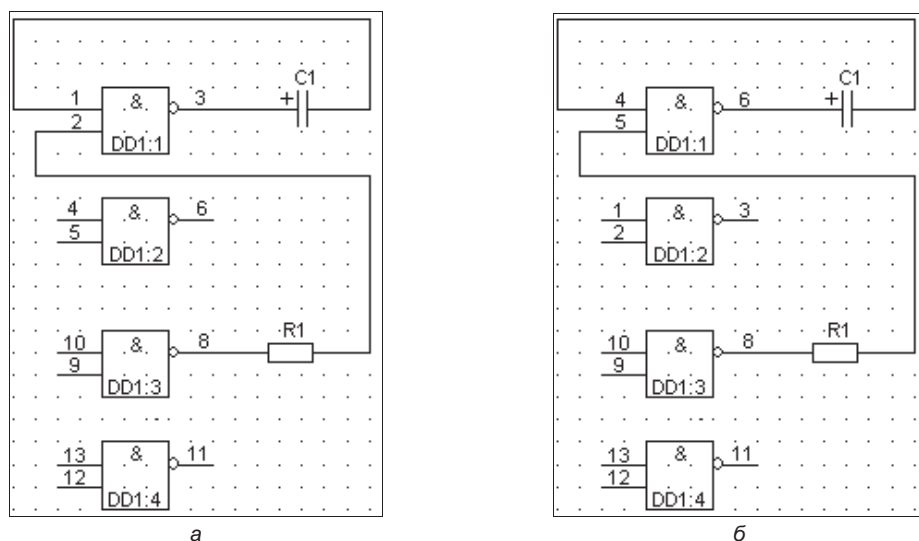 C1
+
1 & 3
2
DD1:1
4 & 6
5
DD1:2
R1
10 & 8
9
DD1:3
13 & 11
12
DD1:4
а
C1
+
4 & 6
5
DD1:1
1 & 3
2
DD1:2
R1
10 & 8
9
DD1:3
13 & 11
12
DD1:4
б